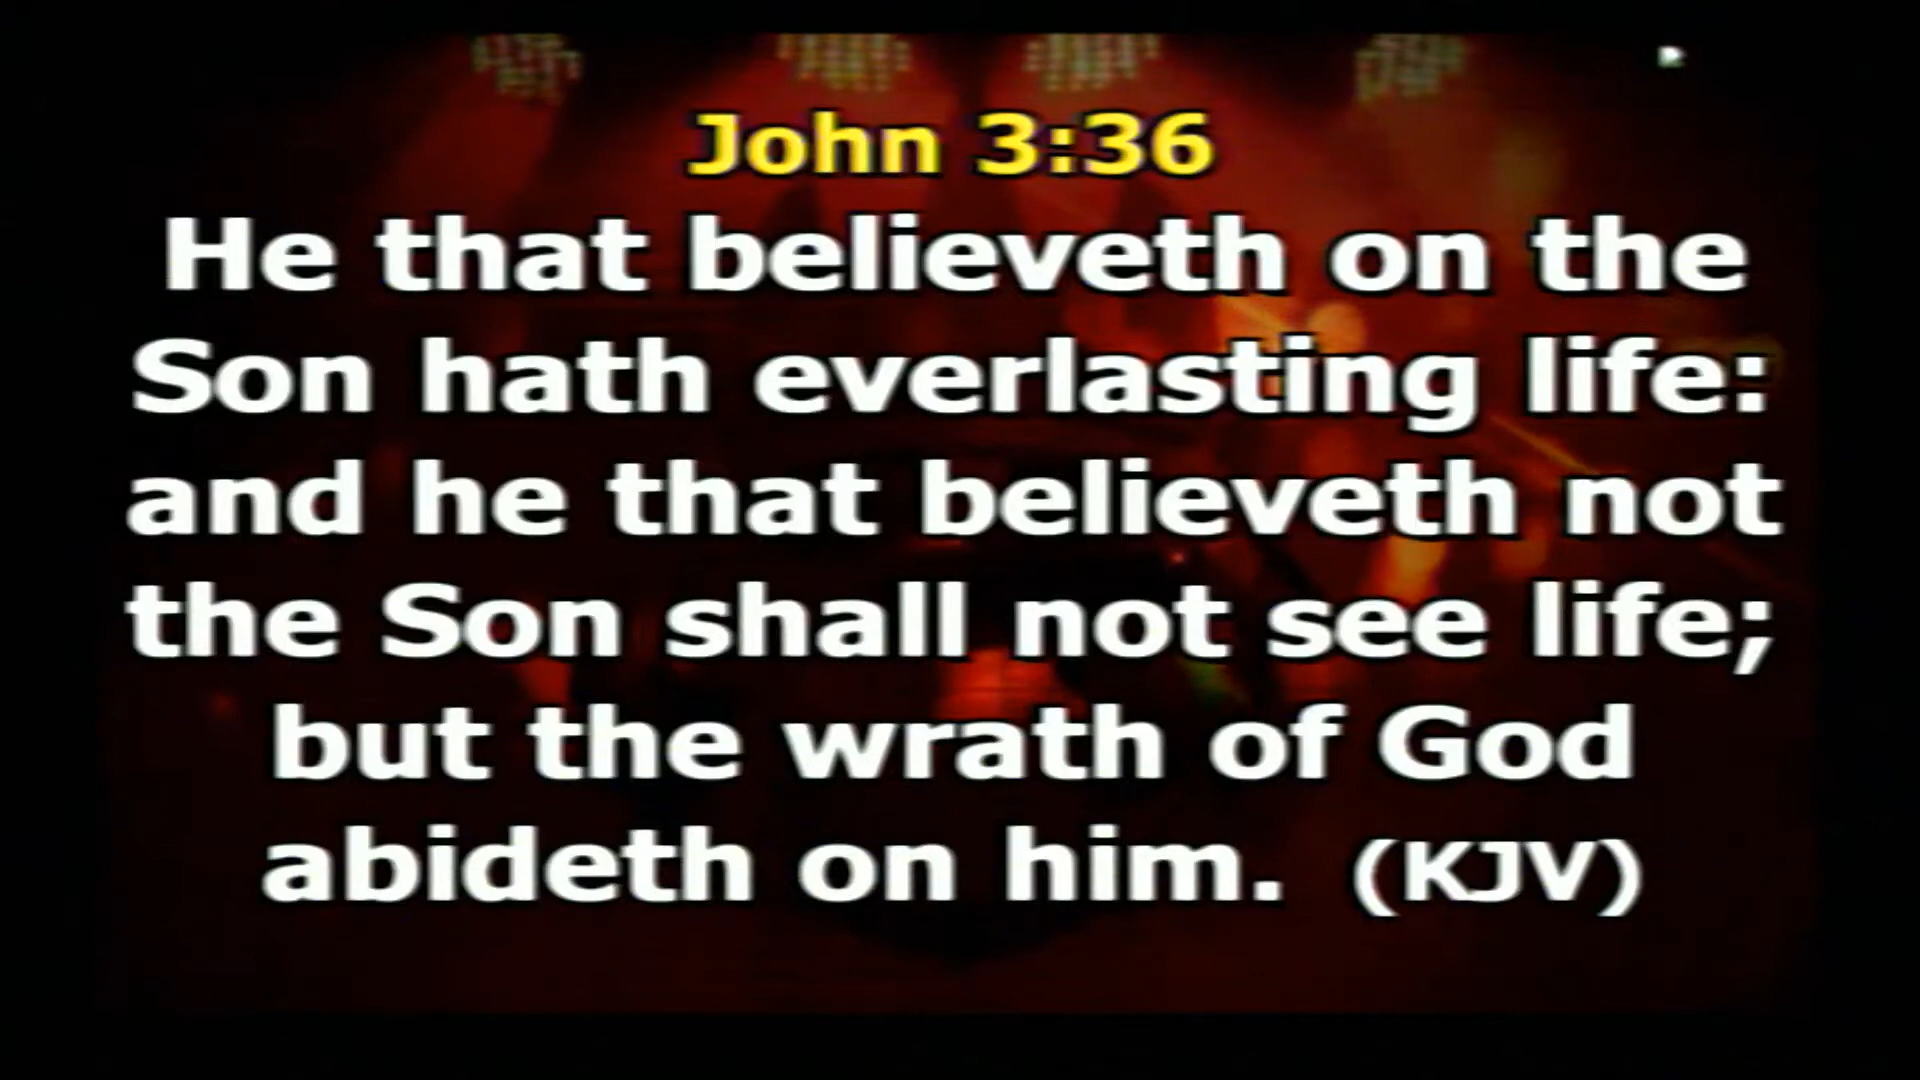 John 3:36
He that believeth on the
Son hath everlasting life:
and he that believeth not
the Son shall not see life;
but the wrath of God
abideth on him. (KJV)